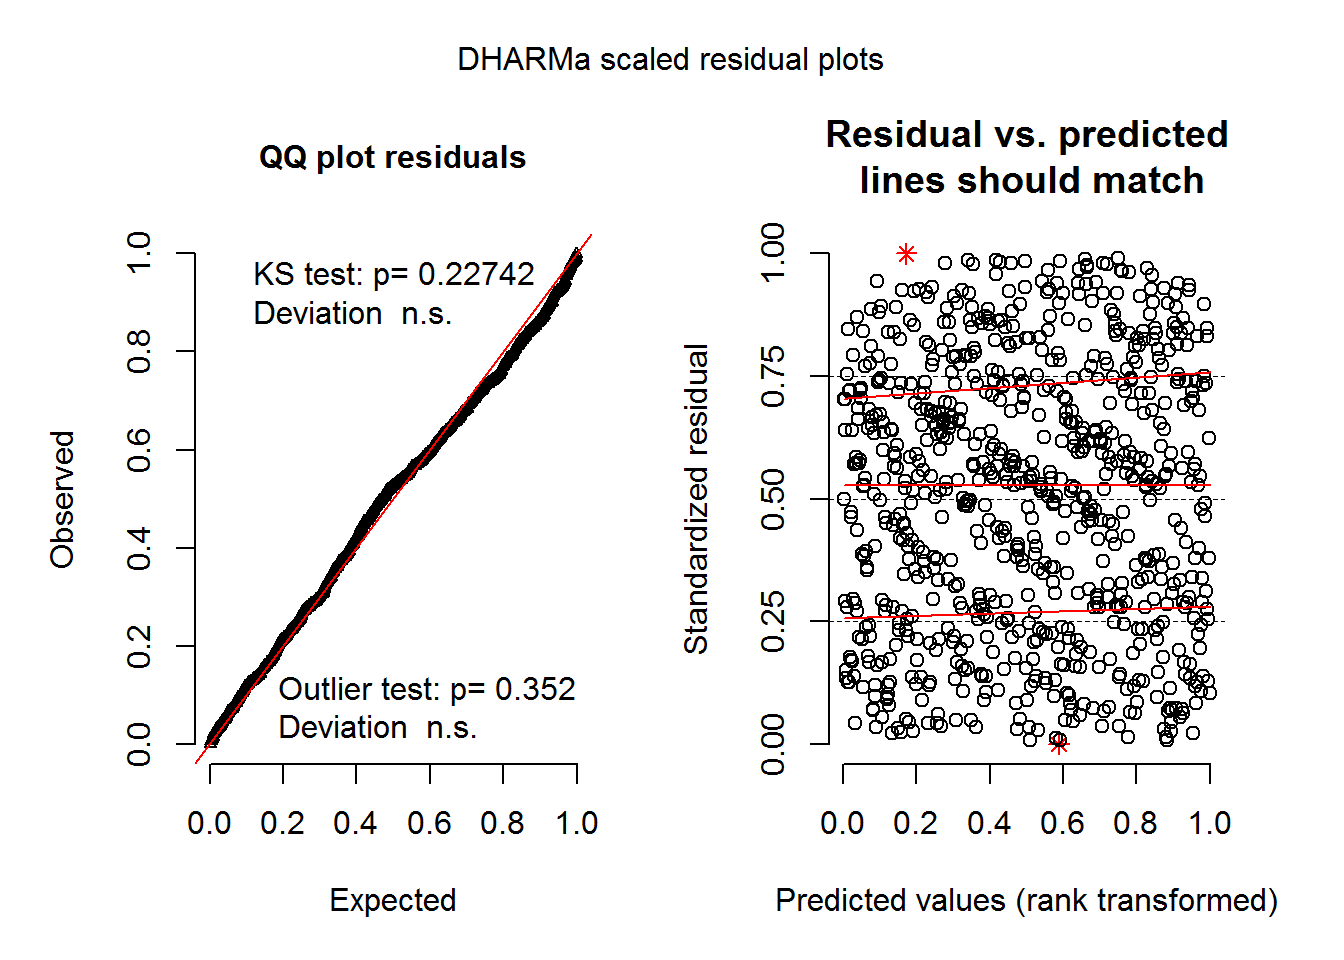 DHARMa scaled residual plots
QQ plot residuals
KS test: p= 0.22742
Deviation  n.s.
Outlier test: p= 0.352
Deviation  n.s.
Observed
0.0 0.2 0.4 0.6 0.8 1.0
0.0 0.2 0.4 0.6 0.8 1.0
Expected
Residual vs. predicted
lines should match
Standardized residual
0.00 0.25 0.50 0.75 1.00
0.0 0.2 0.4 0.6 0.8 1.0
Predicted values (rank transformed)